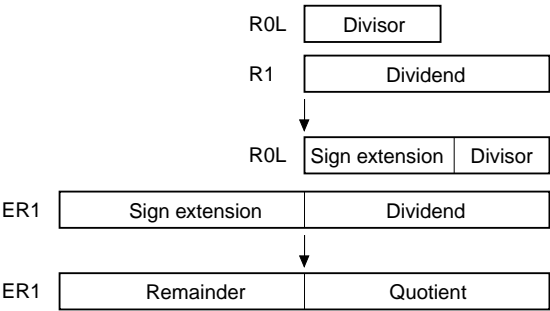 R0L Divisor
R1 Dividend
R0L Sign extension Divisor
ER1 Sign extension Dividend
ER1 Remainder Quotient